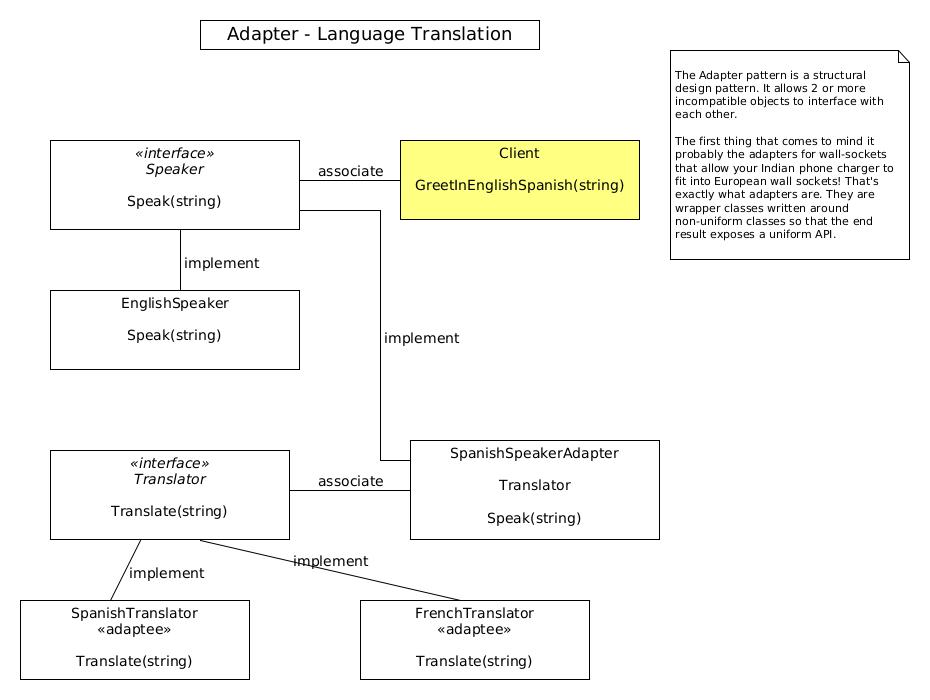 Adapter - Language Translation
The Adapter pattern is a structural
design pattern. It allows 2 or more
incompatible objects to interface with
each other.
The first thing that comes to mind it
probably the adapters for wall-sockets
that allow your Indian phone charger to
fit into European wall sockets! That's
exactly what adapters are. They are
wrapper classes written around
non-uniform classes so that the end
result exposes a uniform API.
«interface»
Speaker
Speak(string)
associate
Client
GreetInEnglishSpanish(string)
implement
EnglishSpeaker
Speak(string)
implement
«interface»
Translator
Translate(string)
associate
SpanishSpeakerAdapter
Translator
Speak(string)
implement
implement
SpanishTranslator
«adaptee»
Translate(string)
FrenchTranslator
«adaptee»
Translate(string)